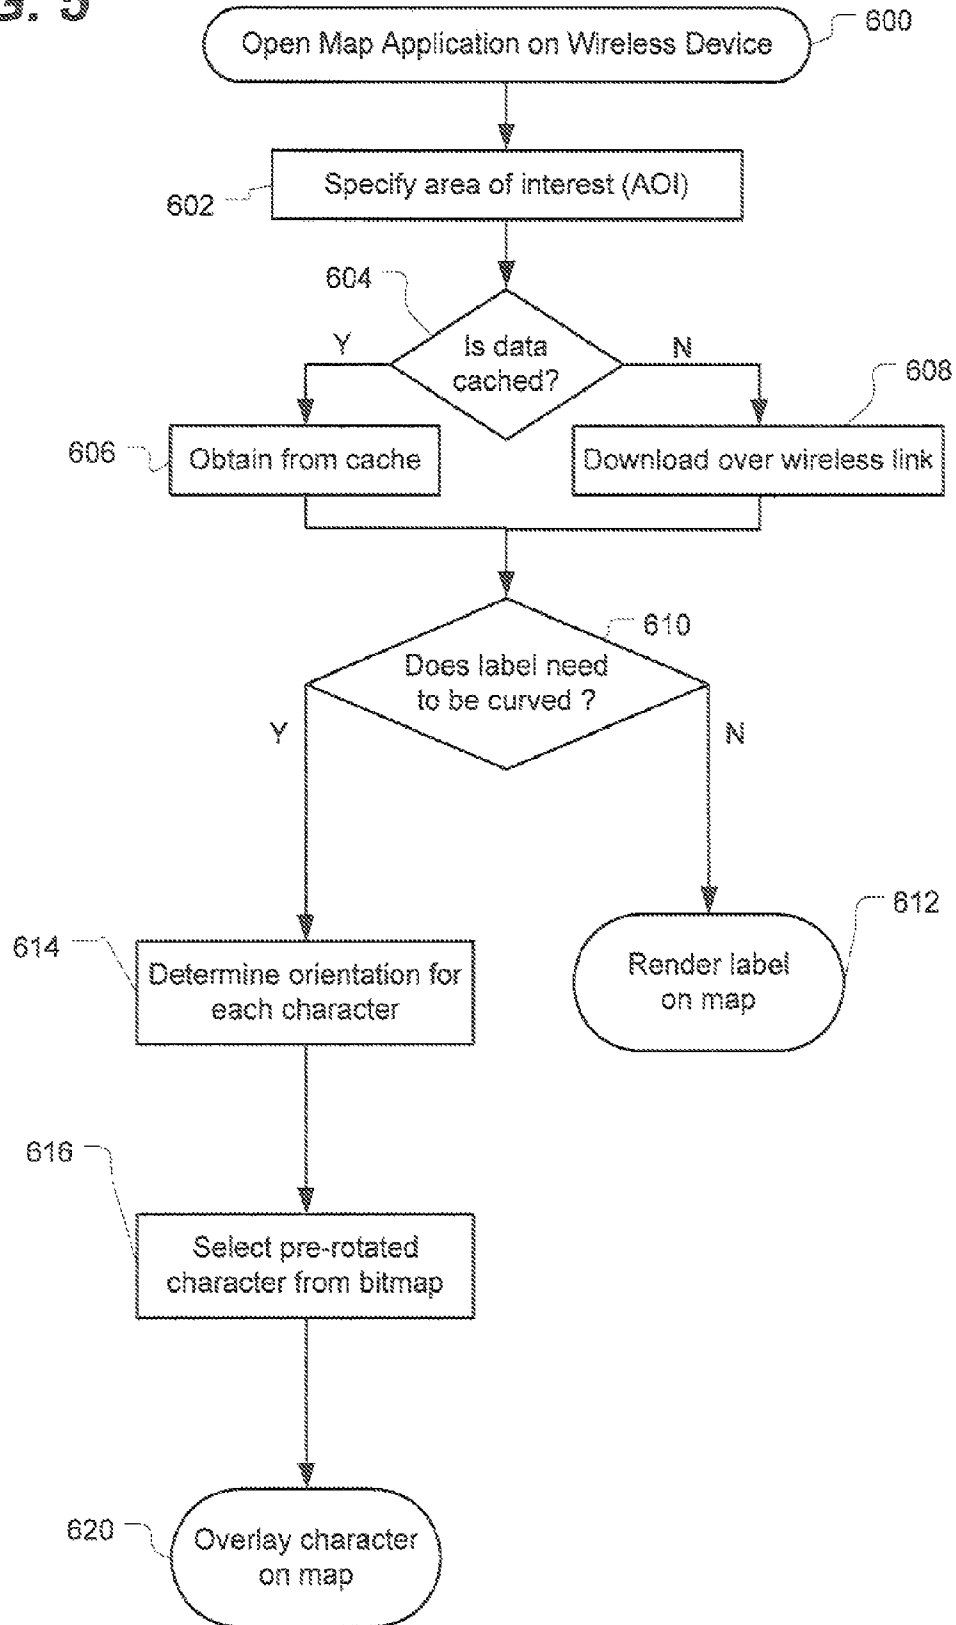 G. 5
Open Map Application on Wireless Device
600
Specify area of interest (AOI)
602
604
Is data
cached?
Y
N
608
606
Obtain from cache
Download over wireless link
610
Does label need
to be curved ?
Y
N
612
614
Determine orientation for
each character
Render label
on map
616
Select pre-rotated
character from bitmap
620
Overlay character
on map